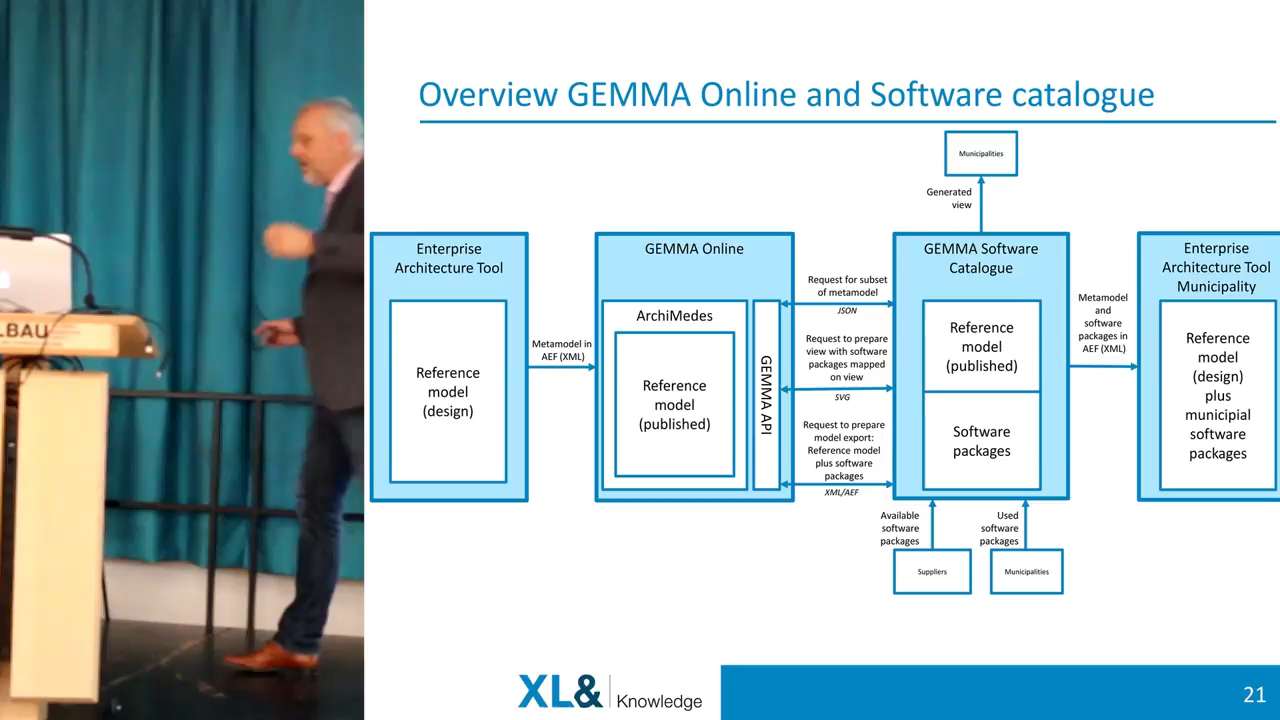 Overview GEMMA Online and Software catalogue
Municipalities
Generated
view
Enterprise
Architecture Tool
Reference
model
(design)
Metamodel in
AEF (XML)
GEMMA Online
ArchiMedes
Reference
model
(published)
GEMMA API
Request for subset
of metamodel
JSON
Request to prepare
view with software
packages mapped
on view
SVG
Request to prepare
model export:
Reference model
plus software
packages
XML/AEF
GEMMA Software
Catalogue
Reference
model
(published)
Software
packages
Metamodel
and
software
packages in
AEF (XML)
Enterprise
Architecture Tool
Municipality
Reference
model
(design)
plus
municipial
software
packages
Available
software
packages
Used
software
packages
Suppliers
Municipalities
LBAU
XL& Knowledge
21